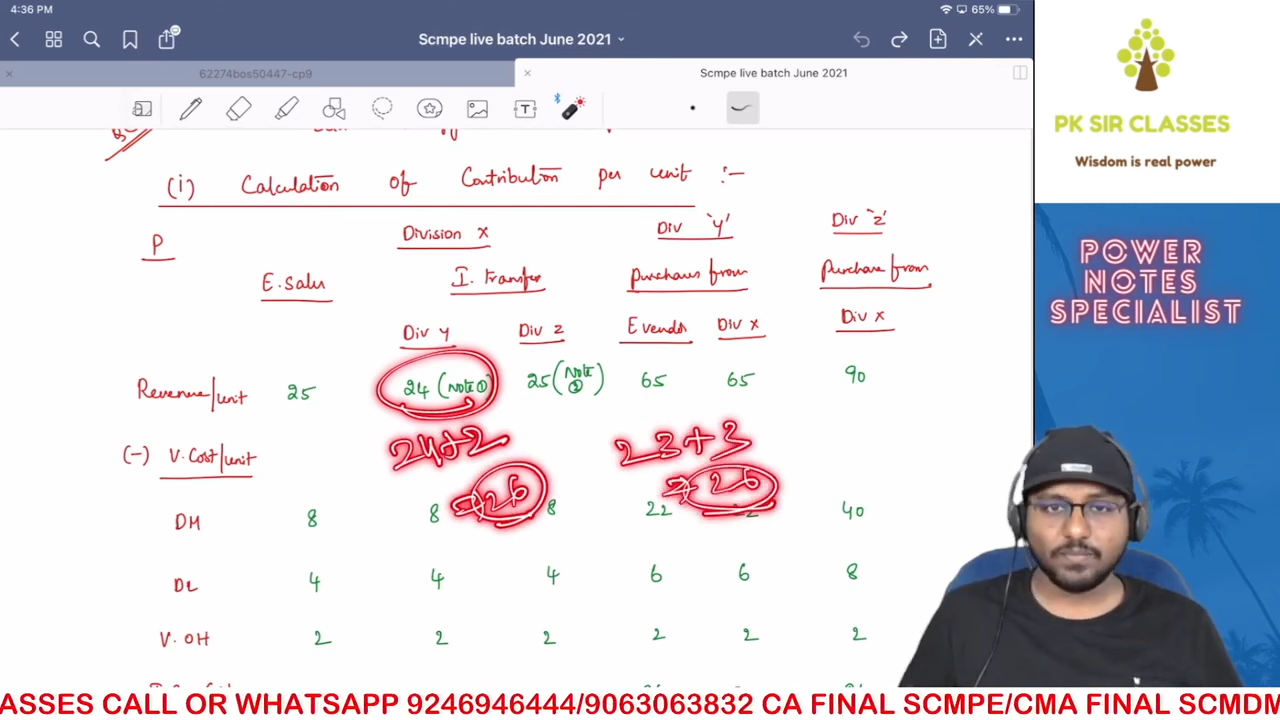 4:36 PM
65%
Scmpe live batch June 2021
62274bos50447-cp9
Scmpe live batch June 2021
(i) Calculation of Contribution per unit :-
P
Division X
Div 'Y'
Div 'Z'
E.Sales
I. transfer
Purchases from
Purchase from
Div Y
Div Z
E vendor
Div X
Div X
Revenue/unit 25 24 (Note ①) 25 (Note ②) 65 65 90
24+2
23+3
(-) V.Cost/unit
⇒ 26
⇒ 26
DM 8 8 8 22 40
DL 4 4 4 6 6 8
V.OH 2 2 2 2 2 2
PK SIR CLASSES
Wisdom is real power
POWER
NOTES
SPECIALIST
ASSES CALL OR WHATSAPP 9246946444/9063063832 CA FINAL SCMPE/CMA FINAL SCMDM